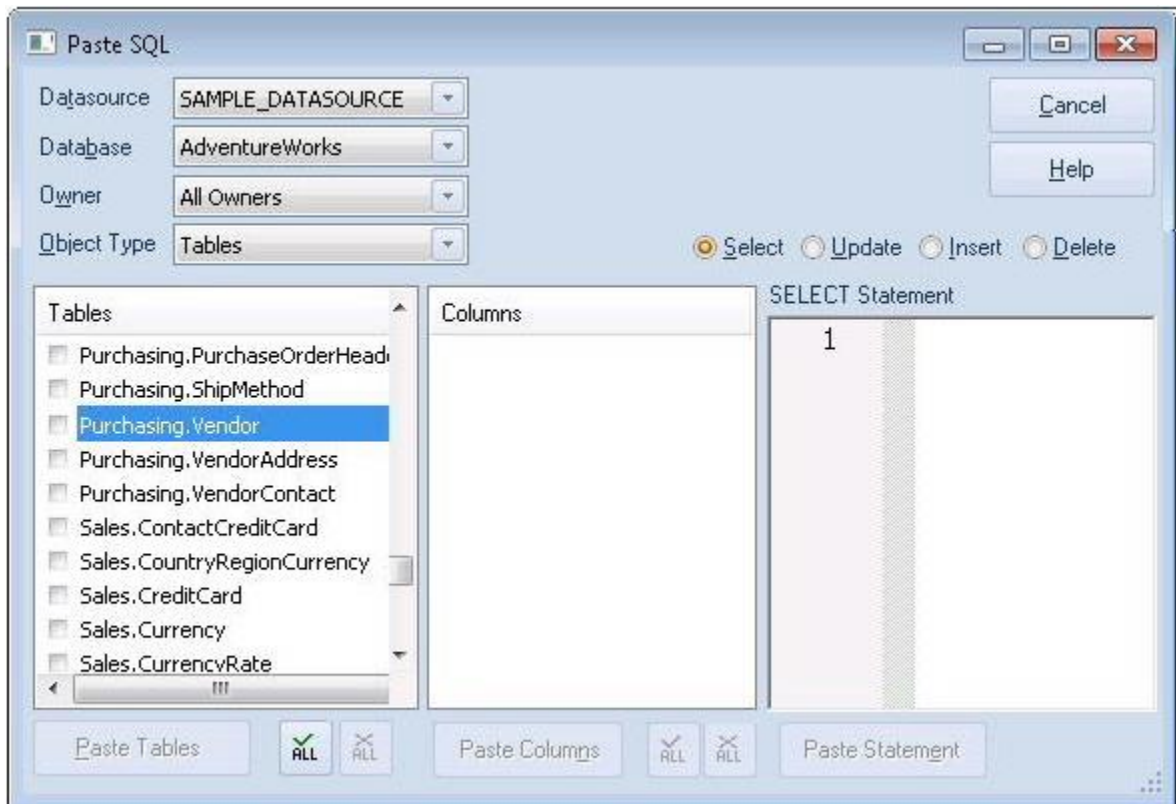 Paste SQL
Datasource SAMPLE_DATASOURCE
Cancel
Database AdventureWorks
Help
Owner All Owners
Object Type Tables
Select Update Insert Delete
Tables
Columns
SELECT Statement
1
Purchasing.PurchaseOrderHead
Purchasing.ShipMethod
Purchasing.Vendor
Purchasing.VendorAddress
Purchasing.VendorContact
Sales.ContactCreditCard
Sales.CountryRegionCurrency
Sales.CreditCard
Sales.Currency
Sales.CurrencyRate
Paste Tables ALL ALL Paste Columns ALL ALL Paste Statement